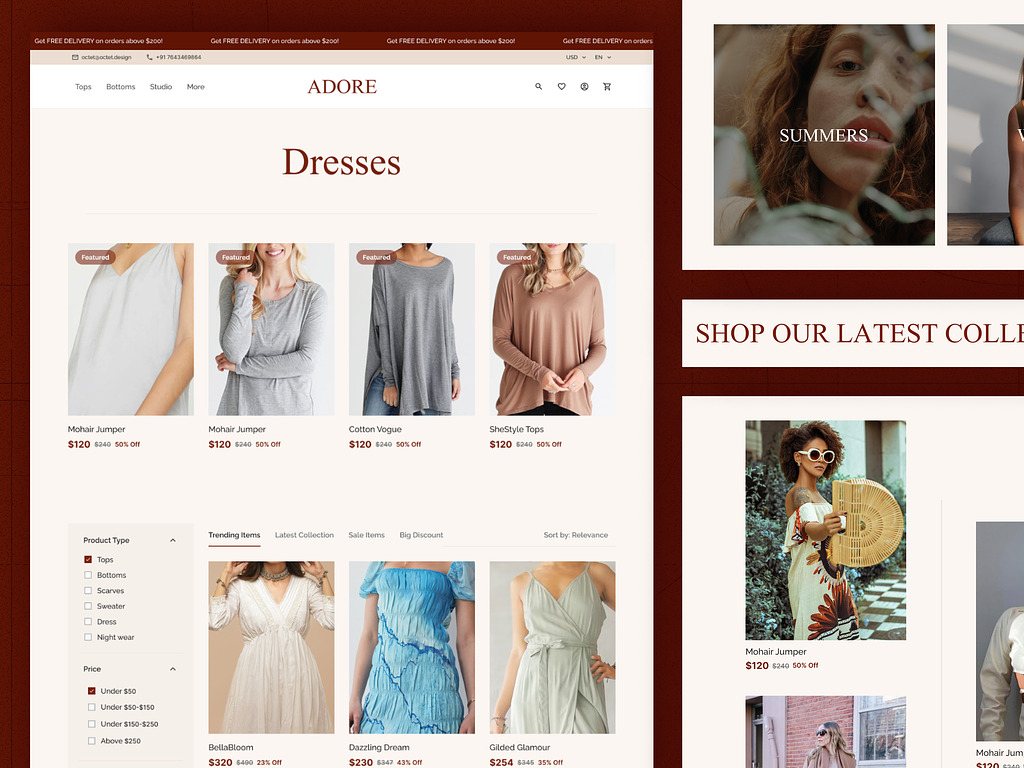 Get FREE DELIVERY on orders above $200! Get FREE DELIVERY on orders above $200! Get FREE DELIVERY on orders above $200! Get FREE DELIVERY on orders
octet@octet.design +91 7643469864 USD EN
Tops Bottoms Studio More ADORE
Dresses
Featured Featured Featured Featured
Mohair Jumper Mohair Jumper Cotton Vogue SheStyle Tops
$120 $240 50% Off $120 $240 50% Off $120 $240 50% Off $120 $240 50% Off
Product Type
Tops
Bottoms
Scarves
Sweater
Dress
Night wear
Price
Under $50
Under $50-$150
Under $150-$250
Above $250
Trending Items Latest Collection Sale Items Big Discount Sort by: Relevance
BellaBloom Dazzling Dream Gilded Glamour
$320 $490 23% Off $230 $347 43% Off $254 $345 35% Off
SUMMERS
SHOP OUR LATEST COLLE
Mohair Jumper
$120 $240 50% Off
Mohair Jum
$120 $240